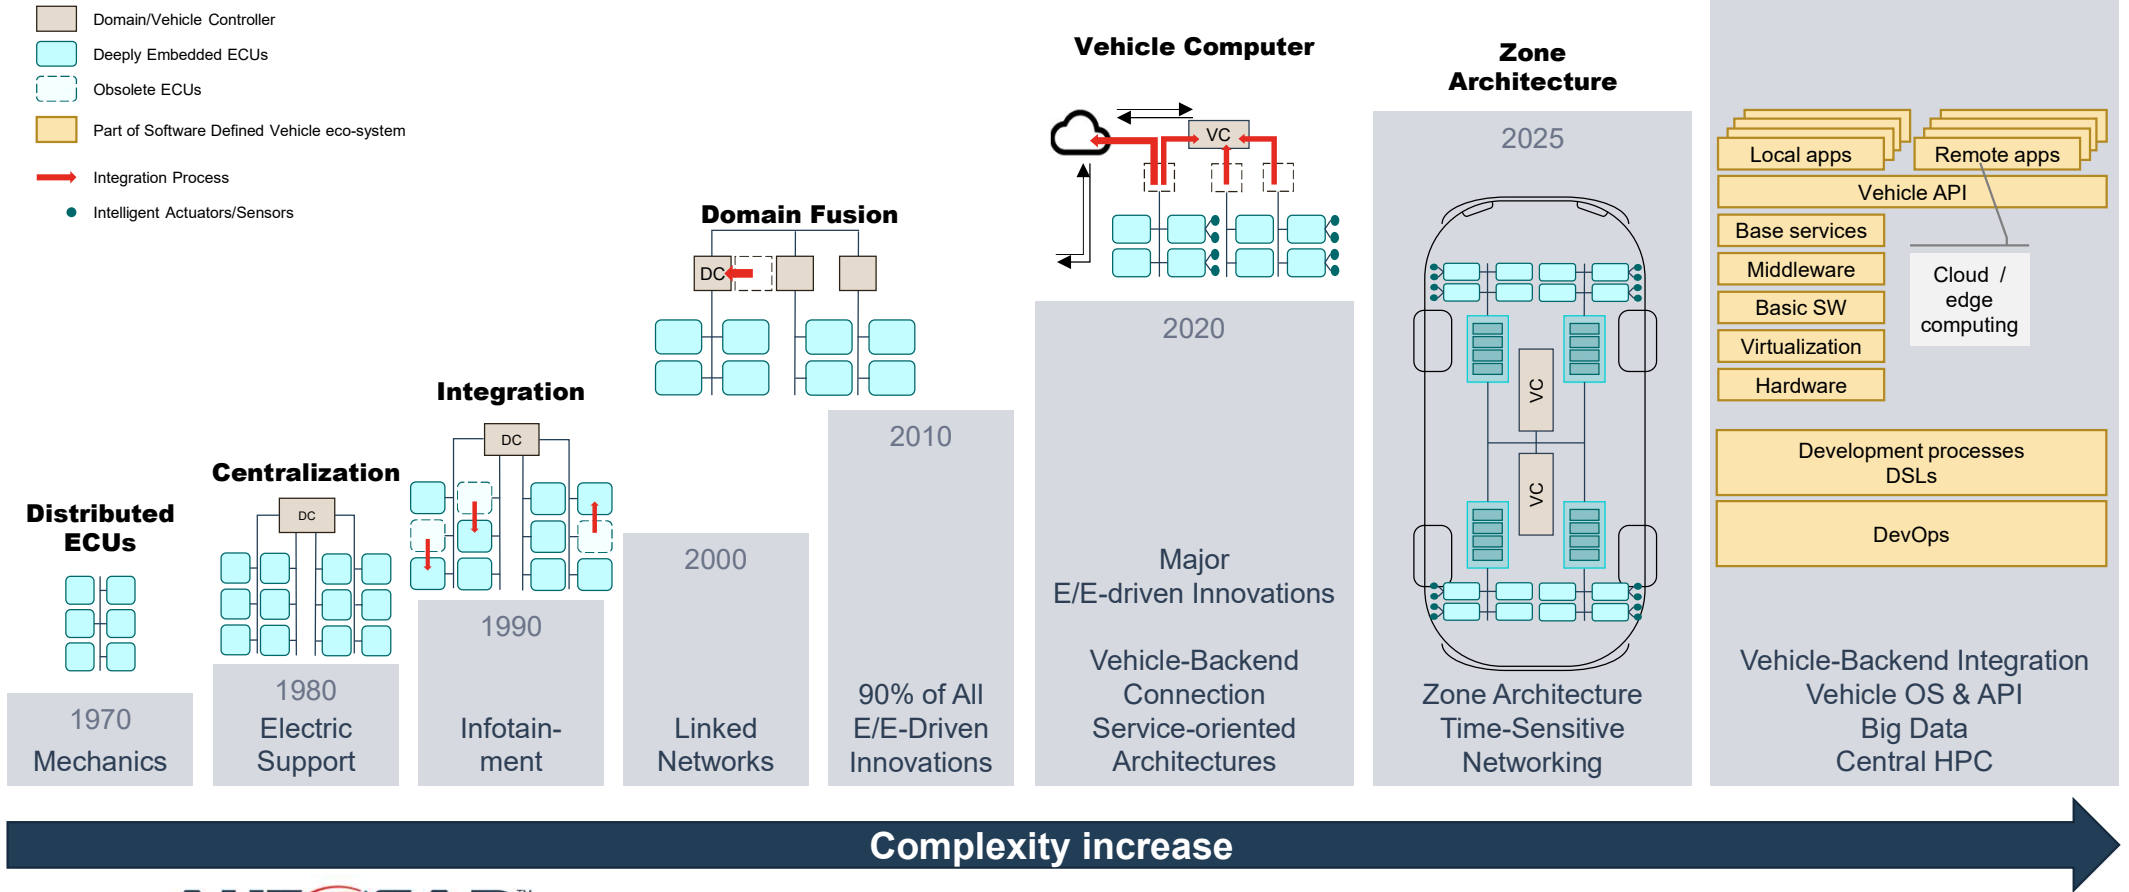 Domain/Vehicle Controller
Deeply Embedded ECUs
Obsolete ECUs
Part of Software Defined Vehicle eco-system
Integration Process
Intelligent Actuators/Sensors
Distributed
ECUs
1970
Mechanics
Centralization
DC
1980
Electric
Support
Integration
DC
1990
Infotain-
ment
Domain Fusion
DC
2000
Linked
Networks
2010
90% of All
E/E-Driven
Innovations
Vehicle Computer
VC
2020
Major
E/E-driven Innovations
Vehicle-Backend
Connection
Service-oriented
Architectures
Zone
Architecture
2025
VC
VC
Zone Architecture
Time-Sensitive
Networking
Local apps
Remote apps
Vehicle API
Base services
Middleware
Basic SW
Virtualization
Hardware
Cloud /
edge
computing
Development processes
DSLs
DevOps
Vehicle-Backend Integration
Vehicle OS & API
Big Data
Central HPC
Complexity increase